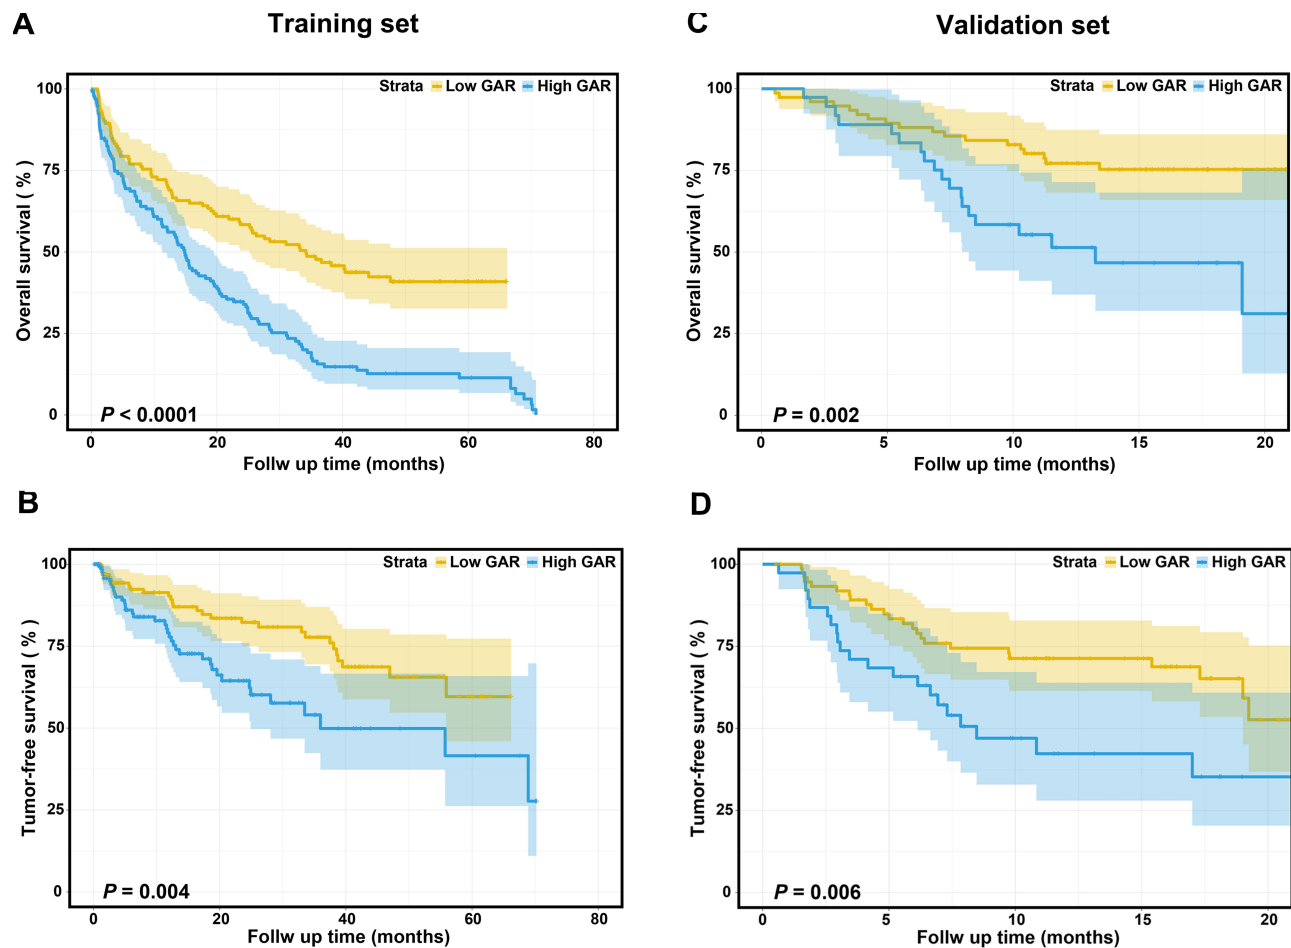 A
Training set
Strata Low GAR High GAR
Overall survival ( % )
100
75
50
25
0
P < 0.0001
0 20 40 60 80
Follw up time (months)
C
Validation set
Strata Low GAR High GAR
Overall survival ( % )
100
75
50
25
0
P = 0.002
0 5 10 15 20
Follw up time (months)
B
Strata Low GAR High GAR
Tumor-free survival ( % )
100
75
50
25
0
P = 0.004
0 20 40 60 80
Follw up time (months)
D
Strata Low GAR High GAR
Tumor-free survival ( % )
100
75
50
25
0
P = 0.006
0 5 10 15 20
Follw up time (months)